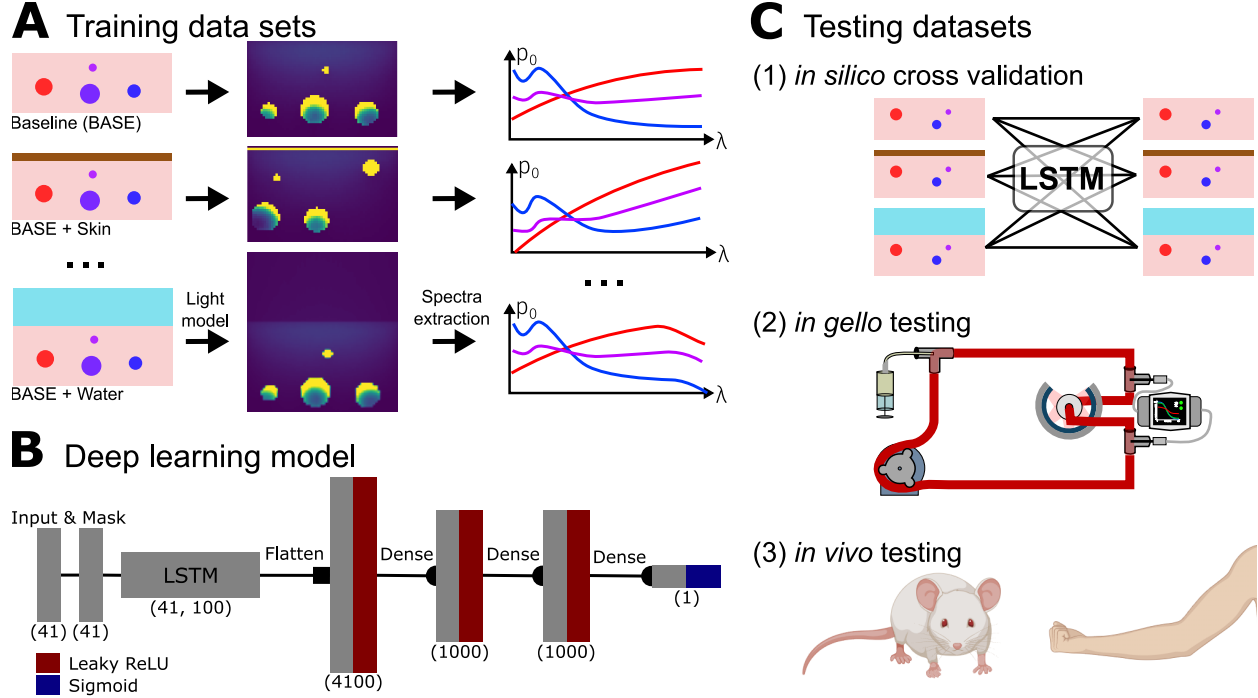 A Training data sets
Baseline (BASE)
p0
λ
BASE + Skin
p0
λ
...
...
Light
model
Spectra
extraction
BASE + Water
p0
λ
B Deep learning model
Input & Mask
LSTM
Flatten
Dense
Dense
Dense
(41)
(41)
(41, 100)
(4100)
(1000)
(1000)
(1)
Leaky ReLU
Sigmoid
C Testing datasets
(1) in silico cross validation
LSTM
(2) in gello testing
(3) in vivo testing